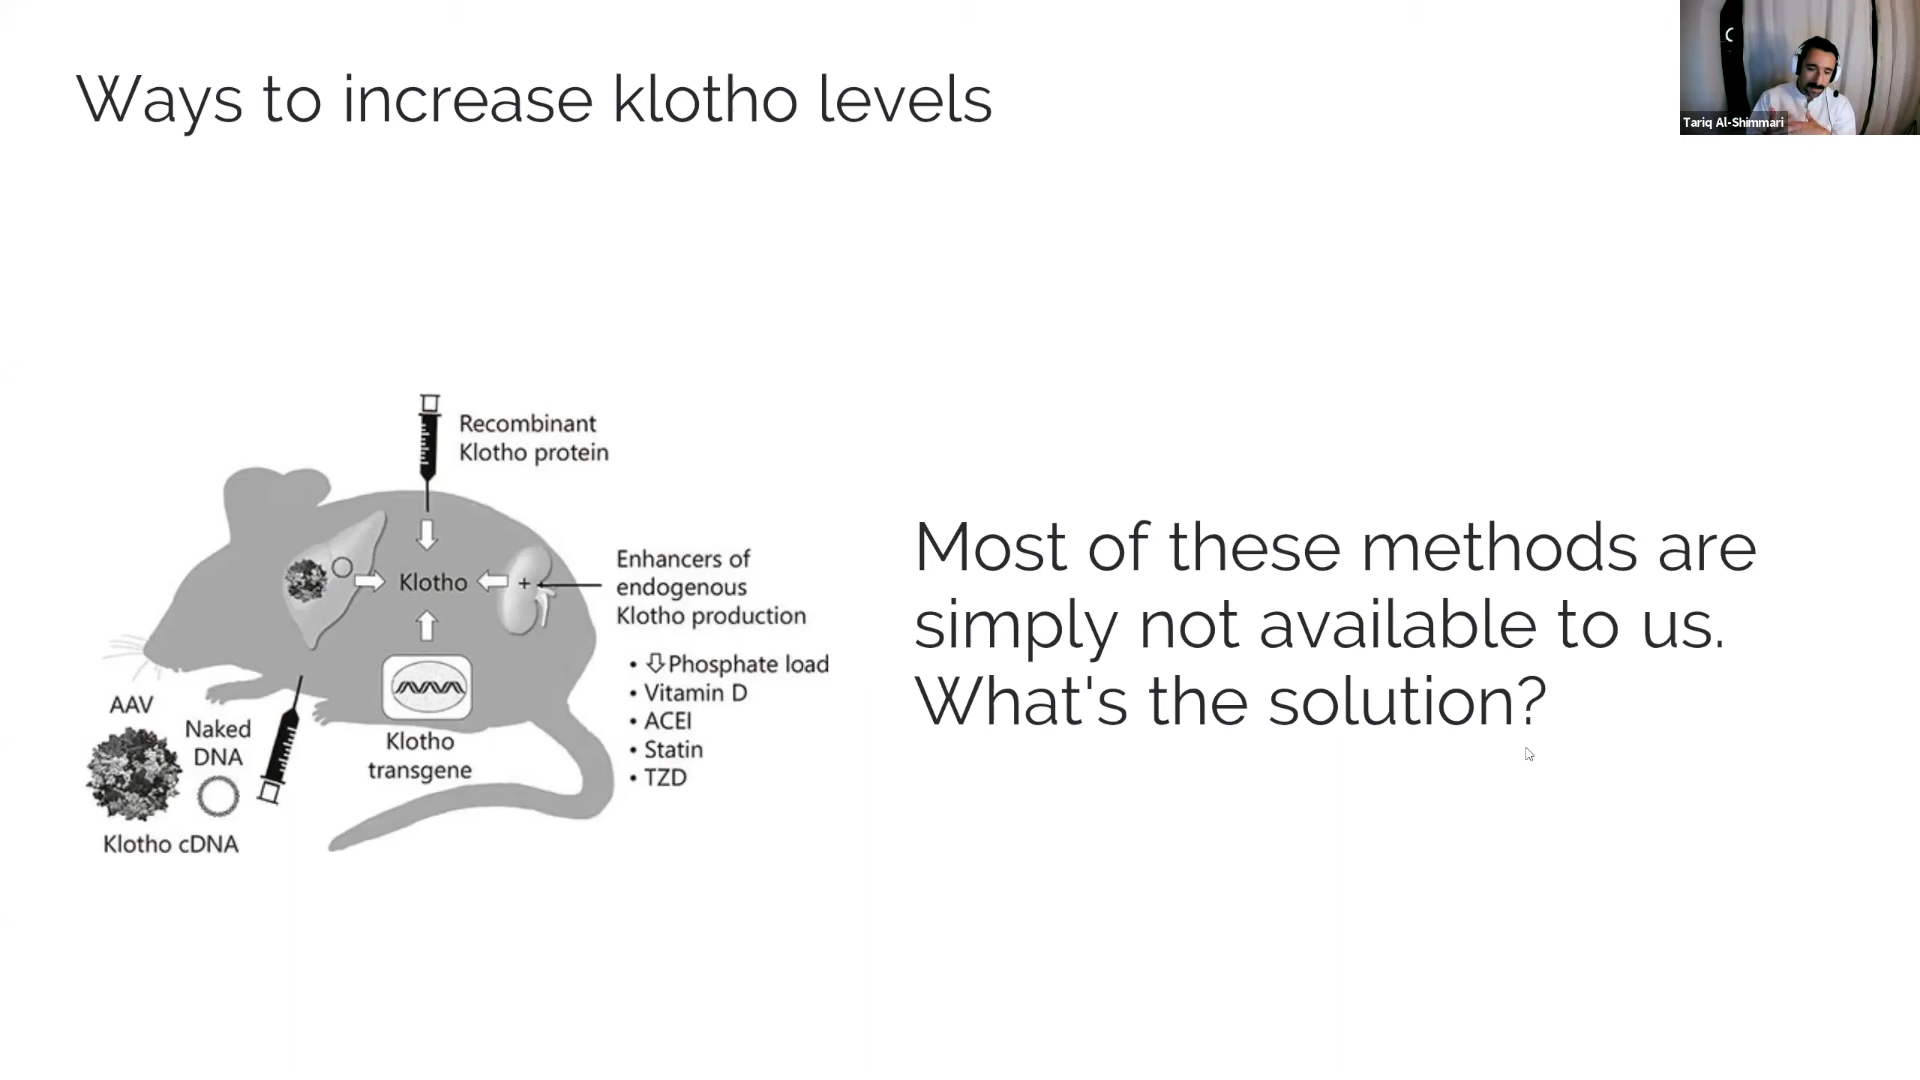 Ways to increase klotho levels
Tariq Al-Shimmari
Recombinant
Klotho protein
Klotho
+
Enhancers of
endogenous
Klotho production
• ⇩Phosphate load
• Vitamin D
• ACEI
• Statin
• TZD
AAV
Naked
DNA
Klotho cDNA
Klotho
transgene
Most of these methods are
simply not available to us.
What's the solution?